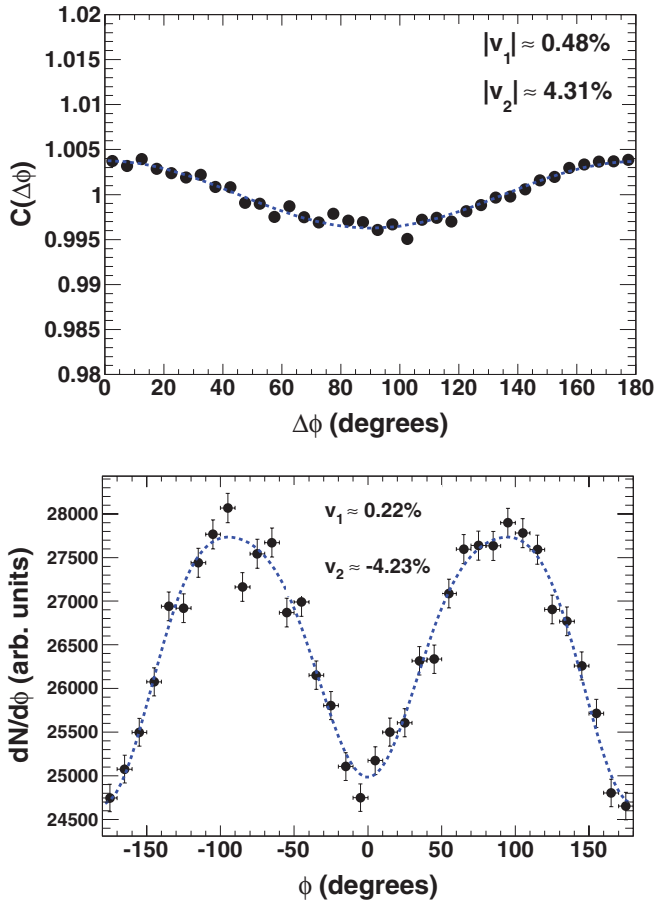 1.02
1.015
1.01
1.005
1
0.995
0.99
0.985
0.98
C(Δϕ)
|v₁| ≈ 0.48%
|v₂| ≈ 4.31%
0 20 40 60 80 100 120 140 160 180
Δϕ (degrees)
28000
27500
27000
26500
26000
25500
25000
24500
dN/dϕ (arb. units)
v₁ ≈ 0.22%
v₂ ≈ -4.23%
-150 -100 -50 0 50 100 150
ϕ (degrees)